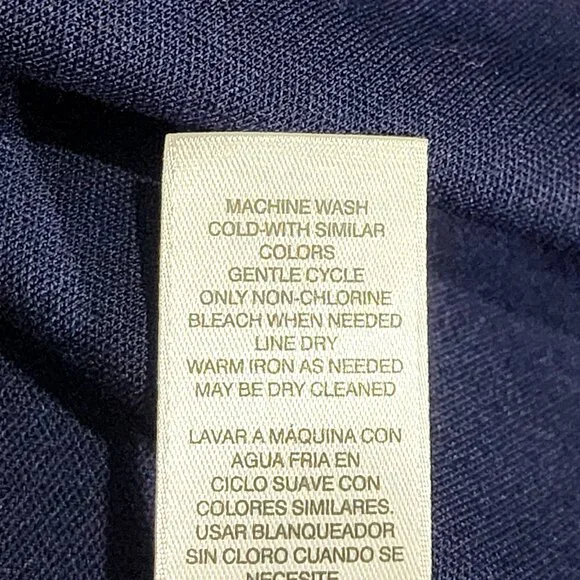 MACHINE WASH
COLD-WITH SIMILAR
COLORS
GENTLE CYCLE
ONLY NON-CHLORINE
BLEACH WHEN NEEDED
LINE DRY
WARM IRON AS NEEDED
MAY BE DRY CLEANED
LAVAR A MÁQUINA CON
AGUA FRIA EN
CICLO SUAVE CON
COLORES SIMILARES.
USAR BLANQUEADOR
SIN CLORO CUANDO SE
NECESITE